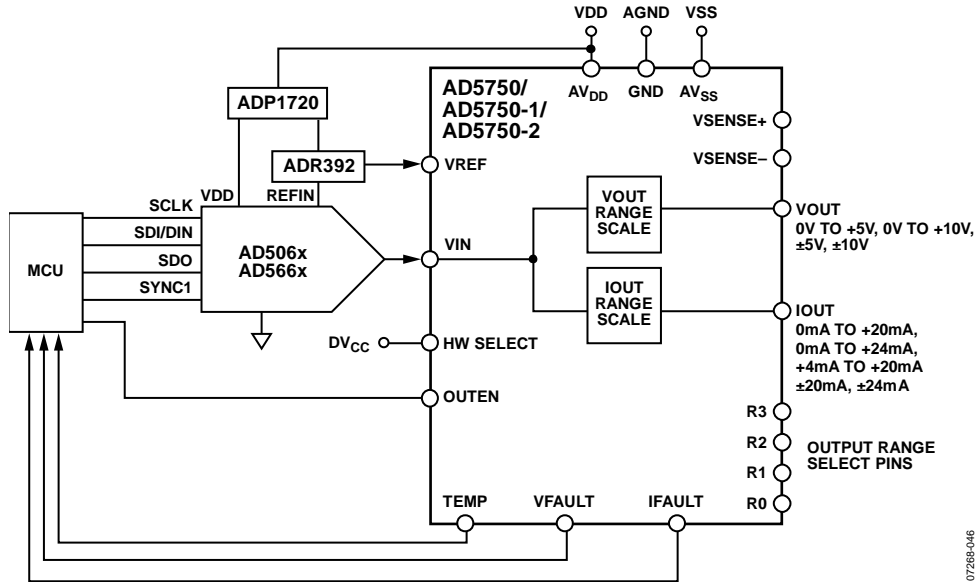 VDD AGND VSS
AD5750/
AD5750-1/
AD5750-2
AVDD GND AVSS
ADP1720
VSENSE+
VSENSE–
ADR392
VREF
VDD REFIN
SCLK
SDI/DIN
SDO
SYNC1
MCU
AD506x
AD566x
VIN
VOUT
RANGE
SCALE
VOUT
0V TO +5V, 0V TO +10V,
±5V, ±10V
IOUT
RANGE
SCALE
IOUT
0mA TO +20mA,
0mA TO +24mA,
+4mA TO +20mA
±20mA, ±24mA
DVCC
HW SELECT
OUTEN
R3
R2
R1
R0
OUTPUT RANGE
SELECT PINS
TEMP VFAULT IFAULT
07268-046